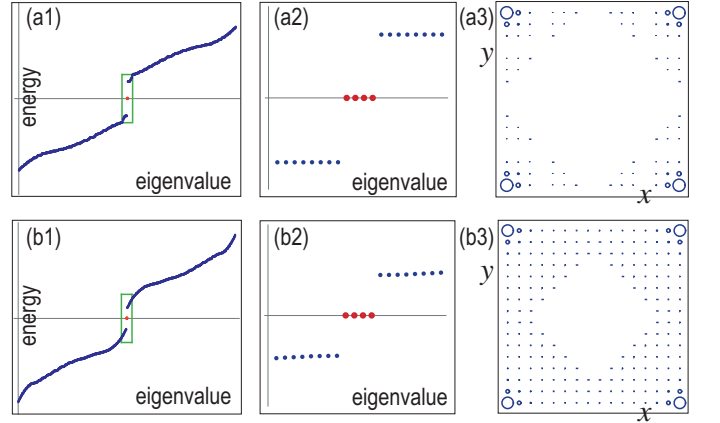 (a1)
energy
eigenvalue
(a2)
eigenvalue
(a3)
y
x
(b1)
energy
eigenvalue
(b2)
eigenvalue
(b3)
y
x